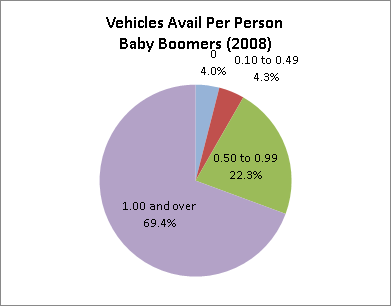 Vehicles Avail Per Person
Baby Boomers (2008)
0
4.0%
0.10 to 0.49
4.3%
0.50 to 0.99
22.3%
1.00 and over
69.4%